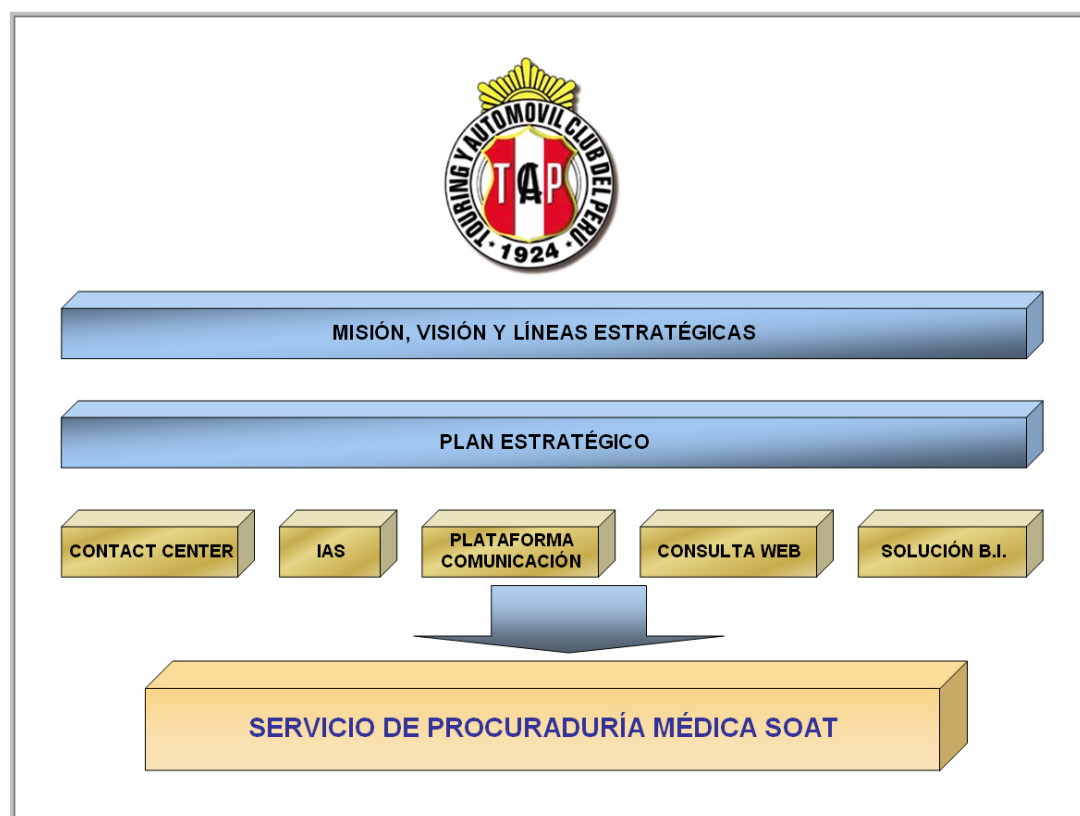 TOURING Y AUTOMOVIL CLUB DEL PERU
TAP
CA
1924
MISIÓN, VISIÓN Y LÍNEAS ESTRATÉGICAS
PLAN ESTRATÉGICO
CONTACT CENTER
IAS
PLATAFORMA
COMUNICACIÓN
CONSULTA WEB
SOLUCIÓN B.I.
SERVICIO DE PROCURADURÍA MÉDICA SOAT